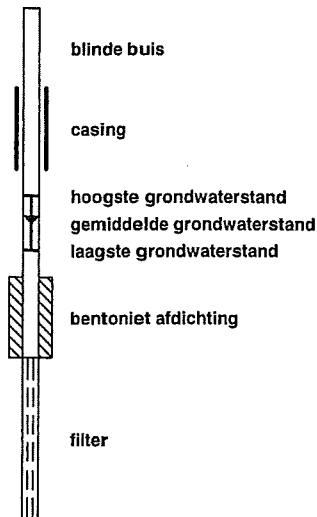 blinde buis
casing
hoogste grondwaterstand
gemiddelde grondwaterstand
laagste grondwaterstand
bentoniet afdichting
filter